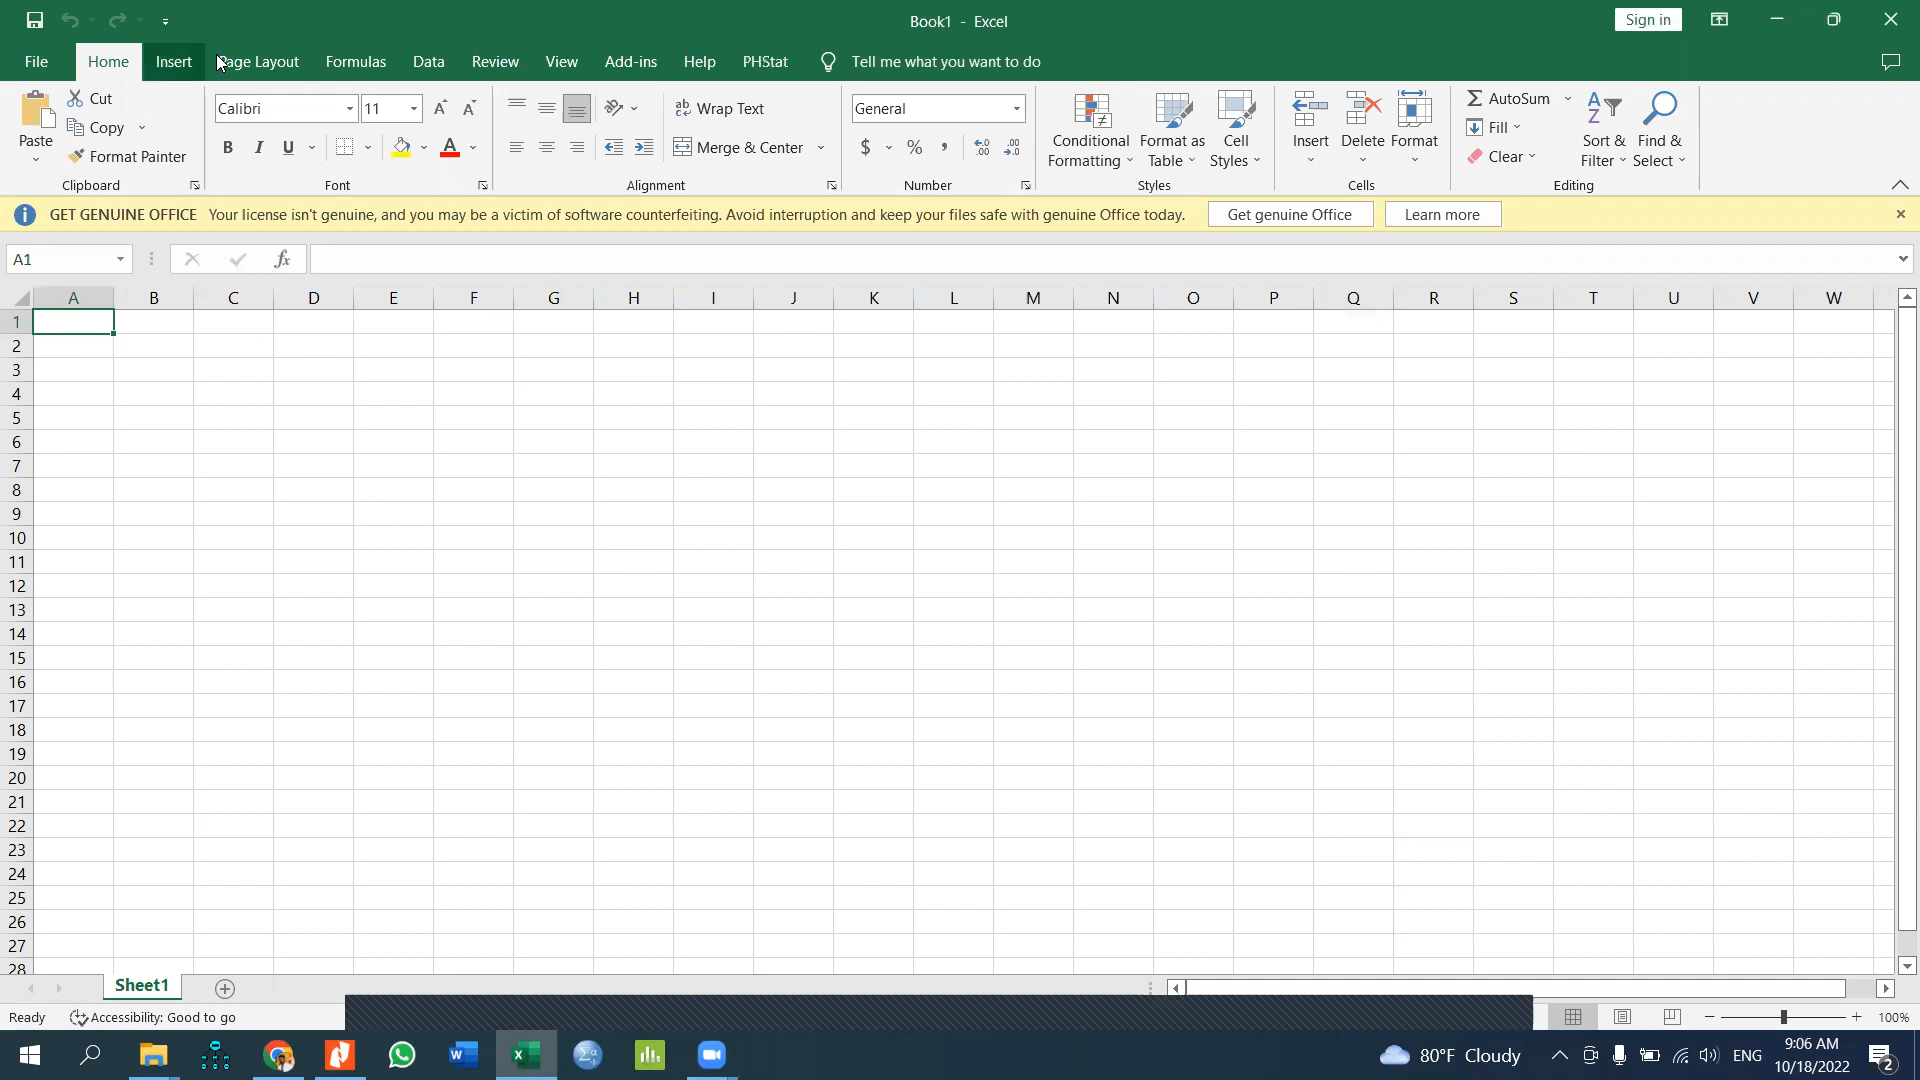 Book1 - Excel
Sign in
File Home Insert Page Layout Formulas Data Review View Add-ins Help PHStat Tell me what you want to do
Paste
Cut
Copy
Format Painter
Clipboard
Calibri 11
B I U A
Font
ab Wrap Text
Merge & Center
Alignment
General
$ % ,
Number
Conditional Formatting
Format as Table
Cell Styles
Styles
Insert
Delete
Format
Cells
AutoSum
Fill
Clear
Sort & Filter
Find & Select
Editing
GET GENUINE OFFICE Your license isn't genuine, and you may be a victim of software counterfeiting. Avoid interruption and keep your files safe with genuine Office today. Get genuine Office Learn more
A1 fx
A B C D E F G H I J K L M N O P Q R S T U V W
1
2
3
4
5
6
7
8
9
10
11
12
13
14
15
16
17
18
19
20
21
22
23
24
25
26
27
28
Sheet1
Ready Accessibility: Good to go 100%
80°F Cloudy ENG 9:06 AM
10/18/2022 2